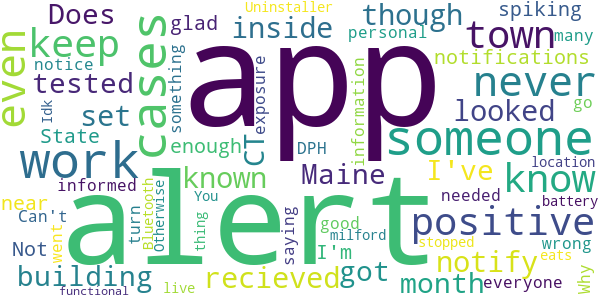 Does glad Uninstaller though spiking
keep inside personal many
even cases app town
notice tested something notifications never
Idk set exposure information looked go
State enough CT DPH someone
work known Maine I've know location
informed You needed battery
near Can't turn Bluetooth Otherwise alert saying good positive
Not went thing I'm milford stopped wrong
building recieved got notify eats Why
functional live month everyone